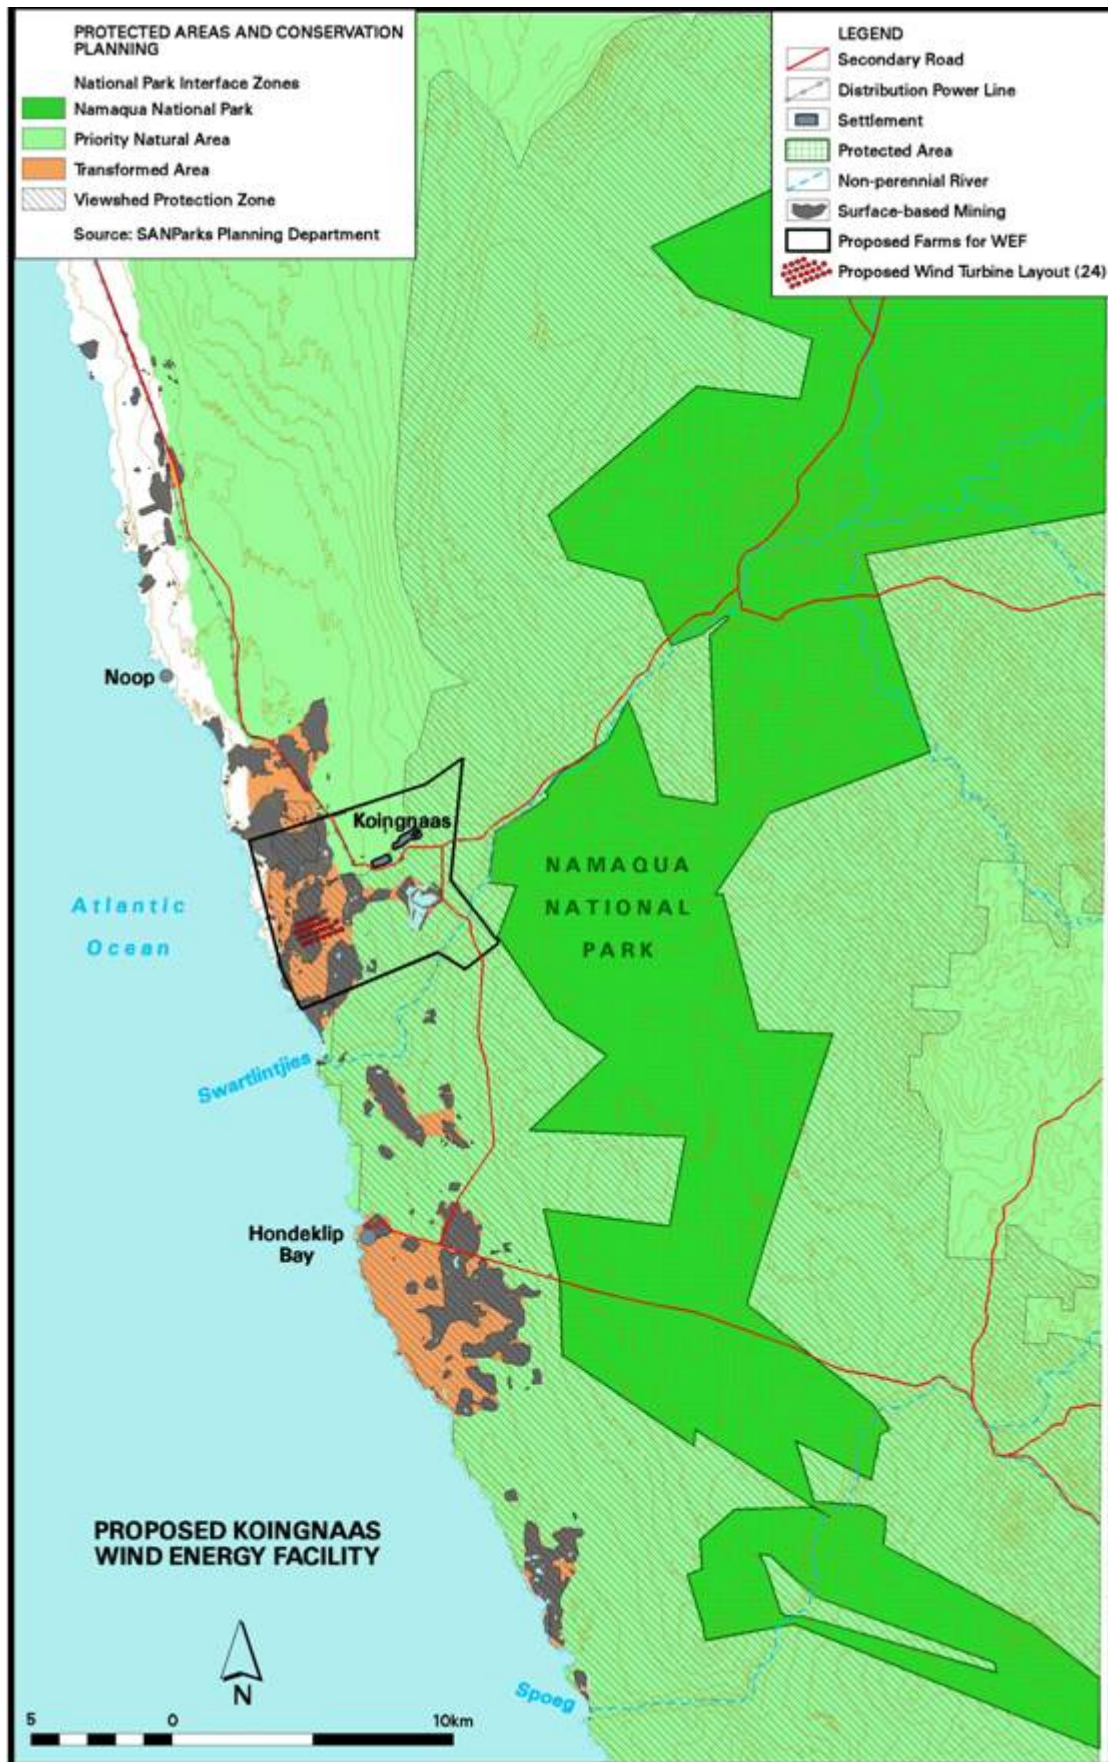 PROTECTED AREAS AND CONSERVATION
PLANNING
National Park Interface Zones
Namaqua National Park
Priority Natural Area
Transformed Area
Viewshed Protection Zone
Source: SANParks Planning Department
LEGEND
Secondary Road
Distribution Power Line
Settlement
Protected Area
Non-perennial River
Surface-based Mining
Proposed Farms for WEF
Proposed Wind Turbine Layout (24)
Noop
Koingnaas
NAMAQUA
NATIONAL
PARK
Atlantic
Ocean
Swartlintjies
Hondeklip
Bay
PROPOSED KOINGNAAS
WIND ENERGY FACILITY
N
Spoeg
5 0 10km